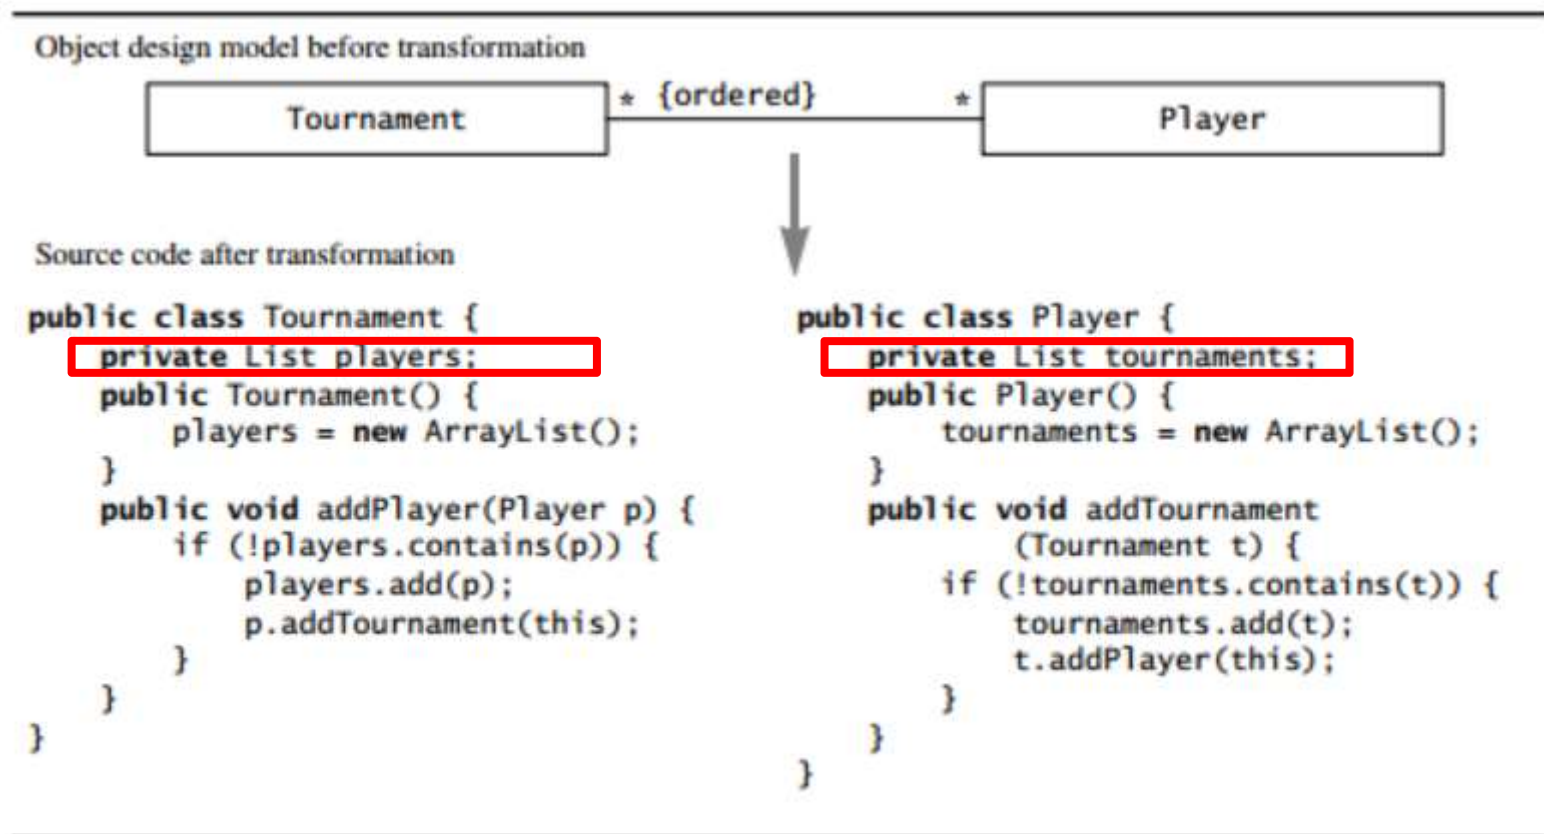 Object design model before transformation
Tournament * {ordered} * Player
Source code after transformation
public class Tournament {
private List players;
public Tournament() {
players = new ArrayList();
}
public void addPlayer(Player p) {
if (!players.contains(p)) {
players.add(p);
p.addTournament(this);
}
}
}
public class Player {
private List tournaments;
public Player() {
tournaments = new ArrayList();
}
public void addTournament
(Tournament t) {
if (!tournaments.contains(t)) {
tournaments.add(t);
t.addPlayer(this);
}
}
}